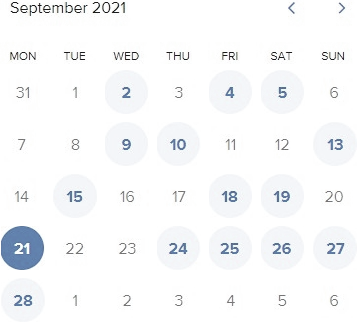 September 2021
MON TUE WED THU FRI SAT SUN
31 1 2 3 4 5 6
7 8 9 10 11 12 13
14 15 16 17 18 19 20
21 22 23 24 25 26 27
28 1 2 3 4 5 6